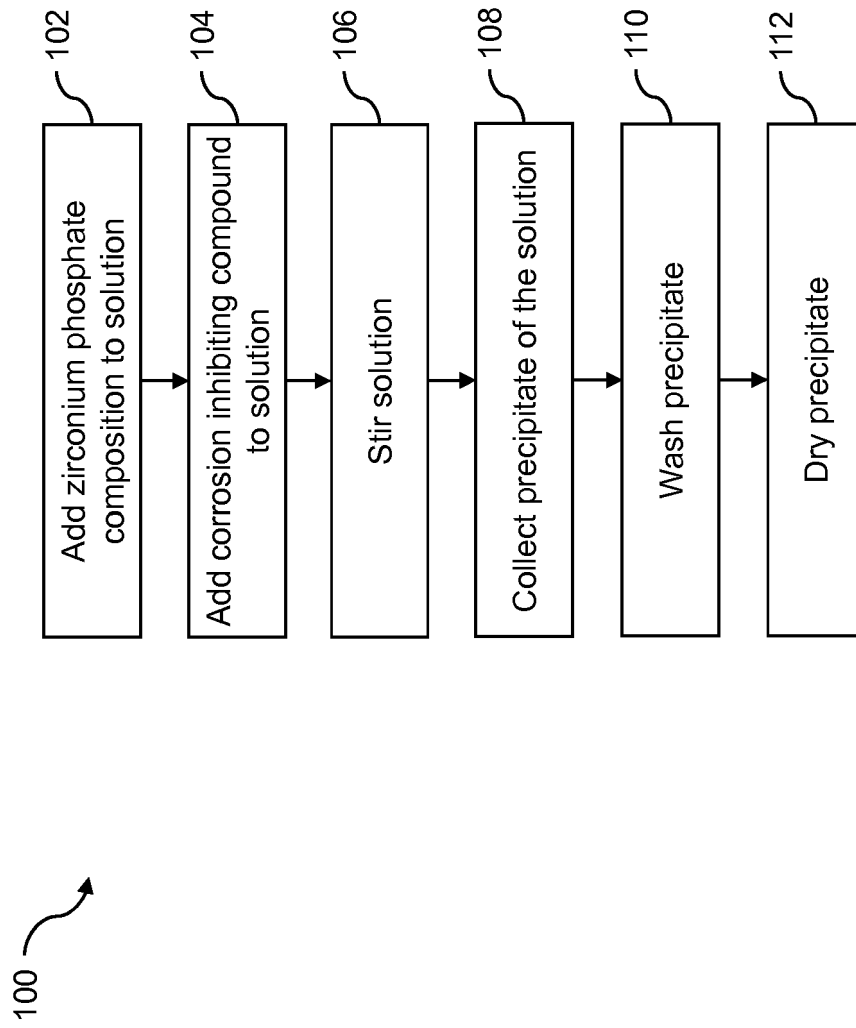 100
Add zirconium phosphate
composition to solution
102
Add corrosion inhibiting compound
to solution
104
Stir solution
106
Collect precipitate of the solution
108
Wash precipitate
110
Dry precipitate
112